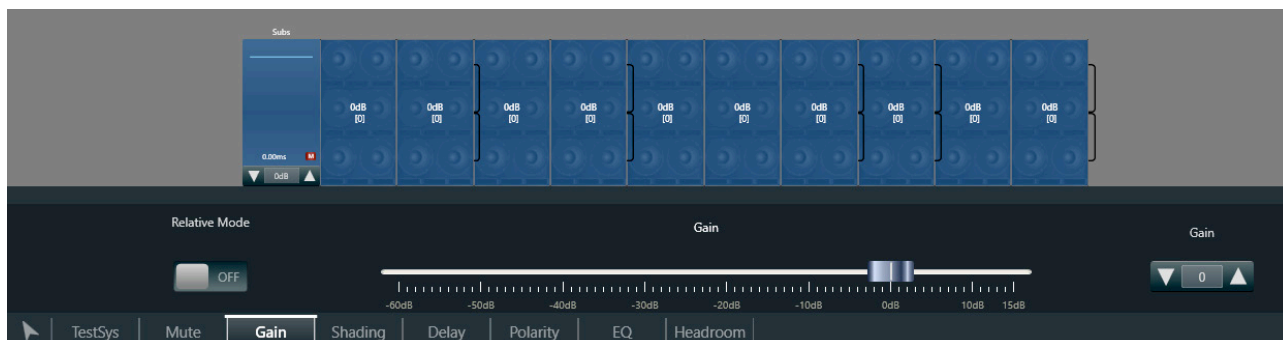 Subs
0dB 0dB 0dB 0dB 0dB 0dB 0dB 0dB 0dB 0dB
[0] [0] [0] [0] [0] [0] [0] [0] [0] [0]
0.00ms M
0dB
Relative Mode
Gain
Gain
OFF
0
-60dB -50dB -40dB -30dB -20dB -10dB 0dB 10dB 15dB
TestSys Mute Gain Shading Delay Polarity EQ Headroom